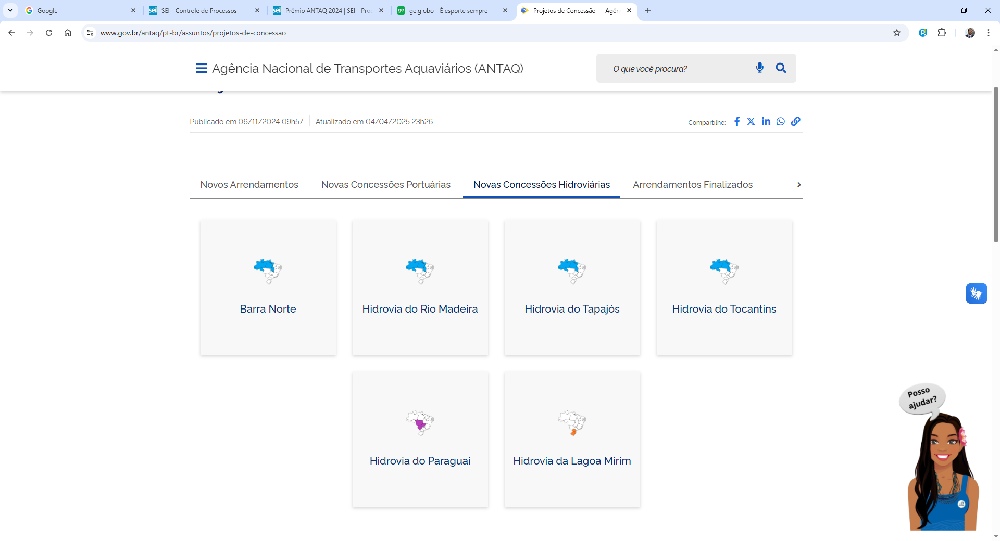 Google
SEI - Controle de Processos
Prêmio ANTAQ 2024 | SEI - Proc
ge.globo - É esporte sempre
Projetos de Concessão — Agên
www.gov.br/antaq/pt-br/assuntos/projetos-de-concessao
Agência Nacional de Transportes Aquaviários (ANTAQ)
O que você procura?
Publicado em 06/11/2024 09h57
Atualizado em 04/04/2025 23h26
Compartilhe:
Novos Arrendamentos
Novas Concessões Portuárias
Novas Concessões Hidroviárias
Arrendamentos Finalizados
Barra Norte
Hidrovia do Rio Madeira
Hidrovia do Tapajós
Hidrovia do Tocantins
Hidrovia do Paraguai
Hidrovia da Lagoa Mirim
Posso
ajudar?